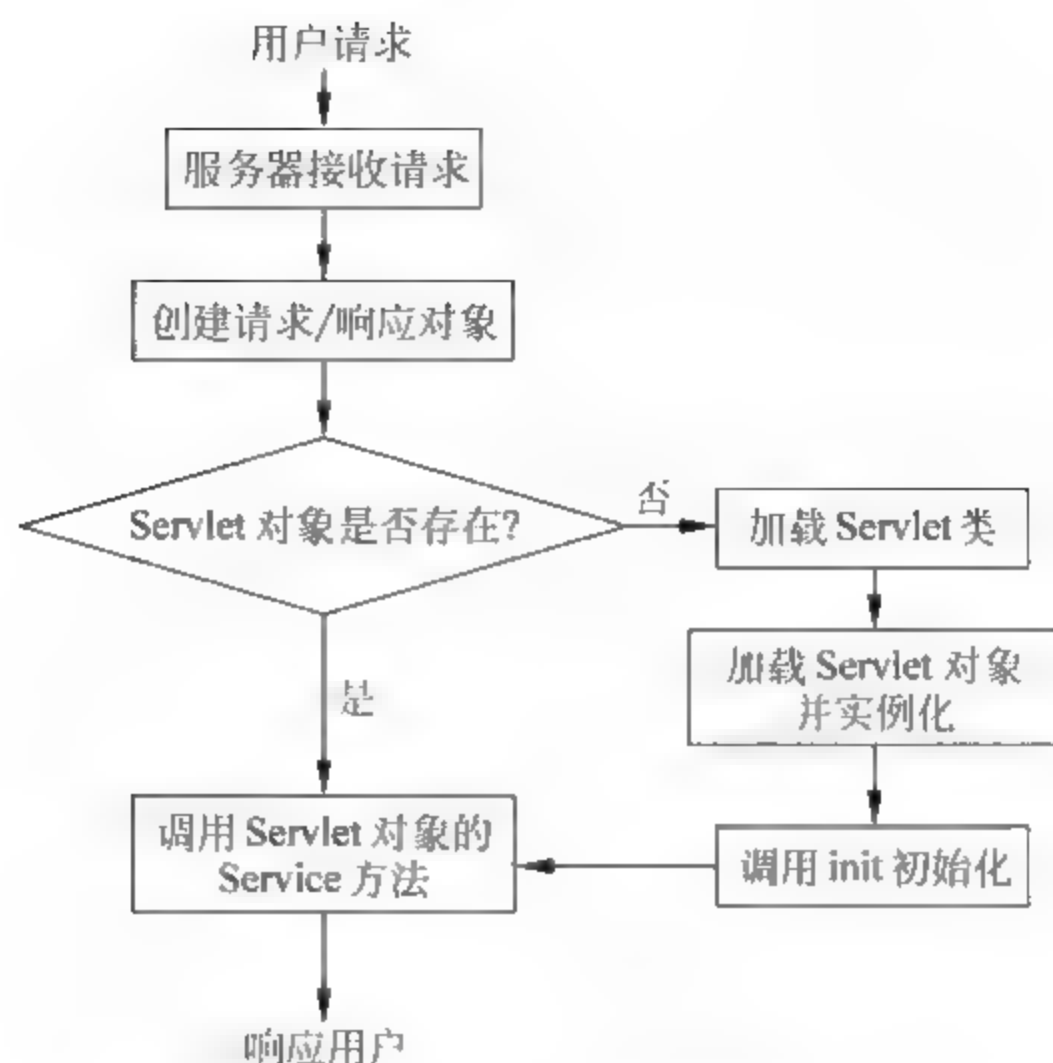 用户请求
服务器接收请求
创建请求/响应对象
Servlet 对象是否存在?
否
加载 Servlet 类
加载 Servlet 对象
并实例化
是
调用 Servlet 对象的
Service 方法
调用 init 初始化
响应用户